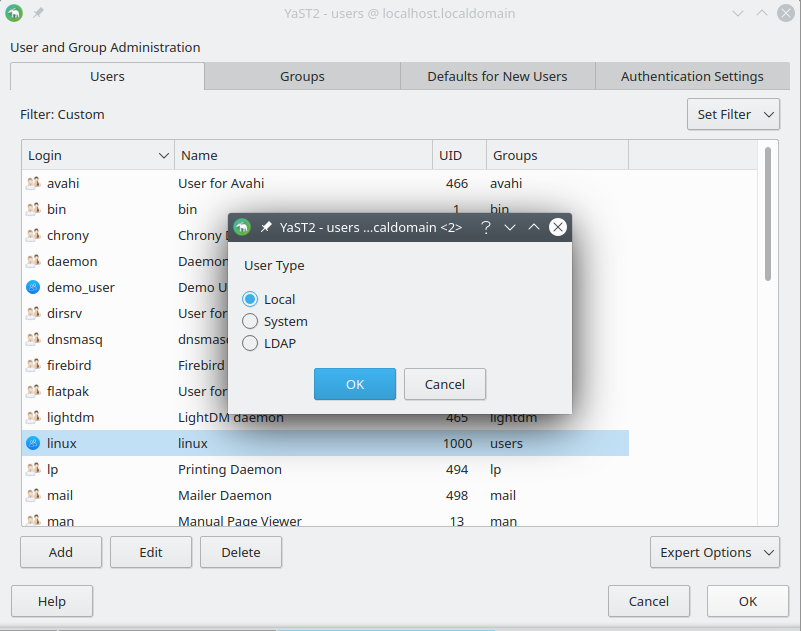 YaST2 - users @ localhost.localdomain
User and Group Administration
Users Groups Defaults for New Users Authentication Settings
Filter: Custom Set Filter
Login Name UID Groups
avahi User for Avahi 466 avahi
bin bin 1 bin
chrony Chrony
daemon Daemon
demo_user Demo
dirsrv User for
dnsmasq
firebird Firebird
flatpak User for
lightdm LightDM daemon 465 lightdm
linux linux 1000 users
lp Printing Daemon 494 lp
mail Mailer Daemon 498 mail
man Manual Page Viewer 13 man
YaST2 - users ...caldomain <2> ?
User Type
Local
System
LDAP
OK Cancel
Add Edit Delete Expert Options
Help Cancel OK